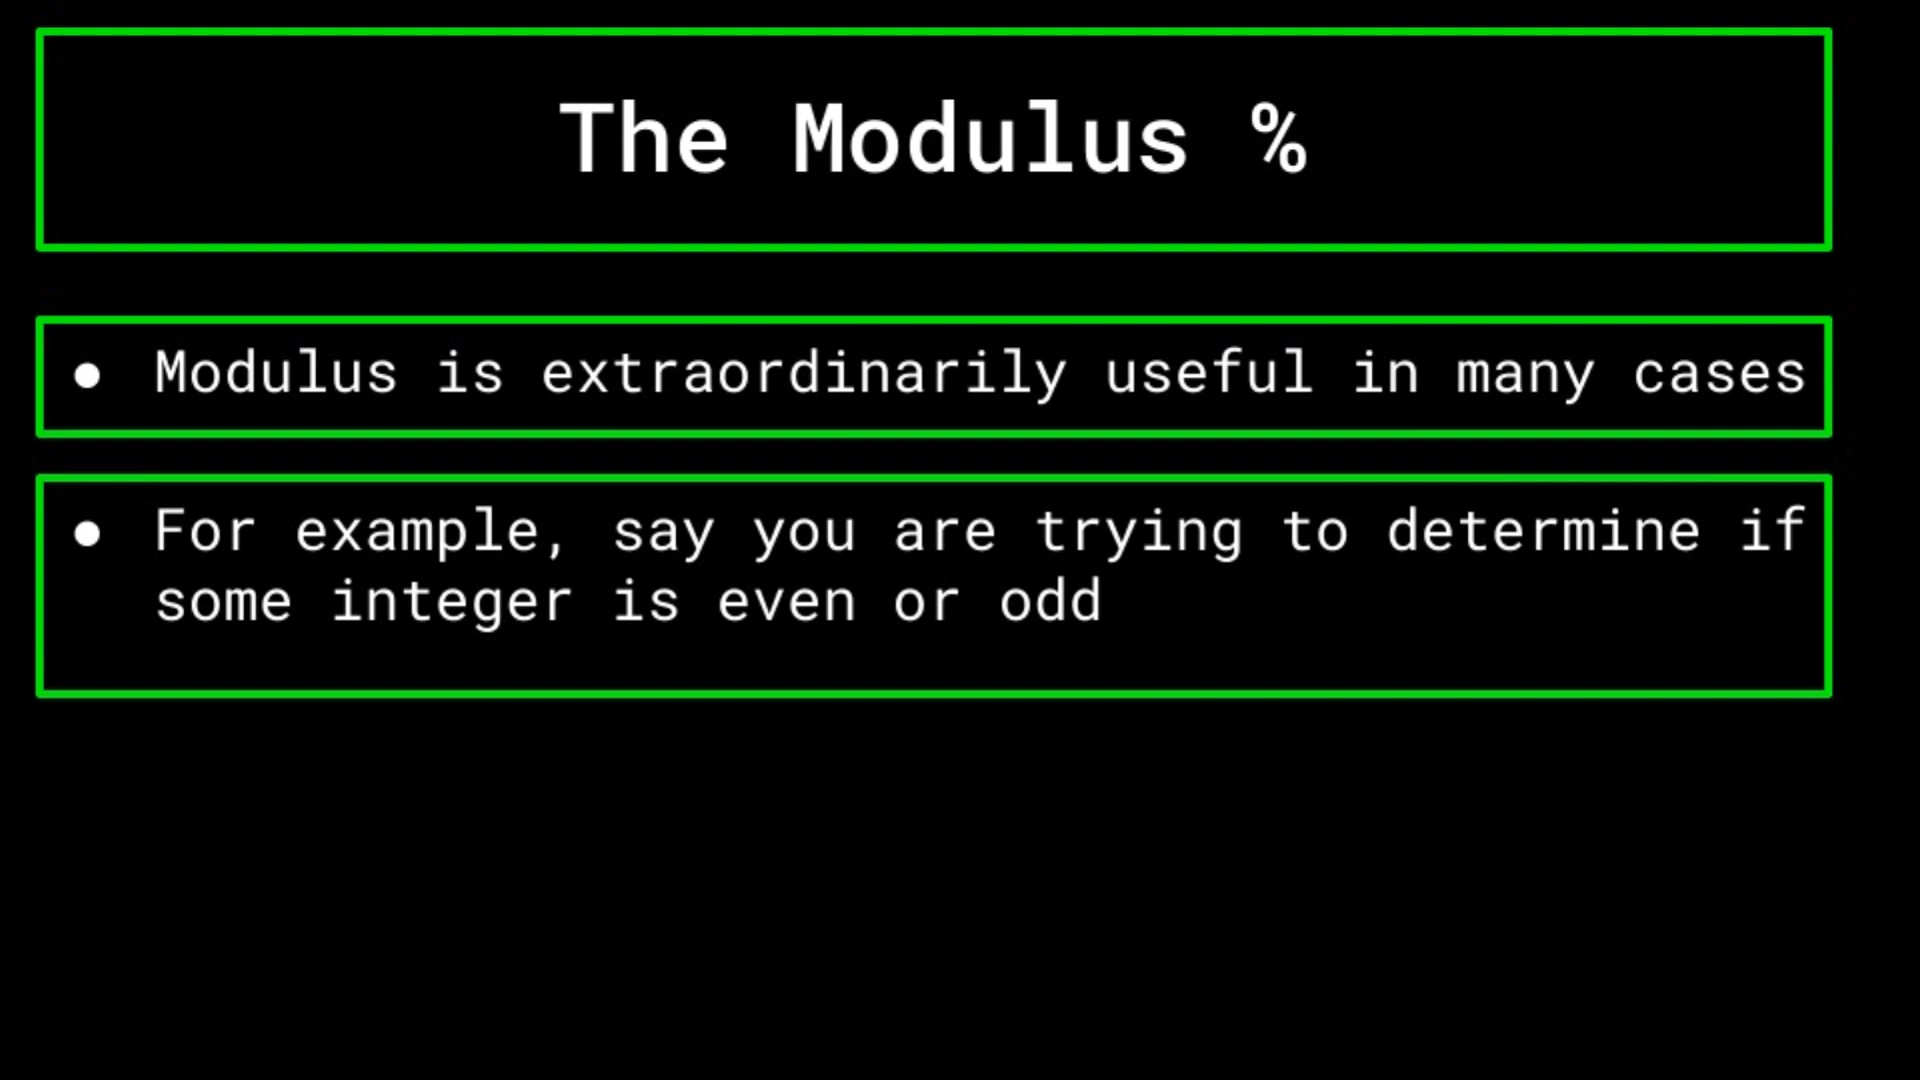 The Modulus %
● Modulus is extraordinarily useful in many cases
● For example, say you are trying to determine if
some integer is even or odd